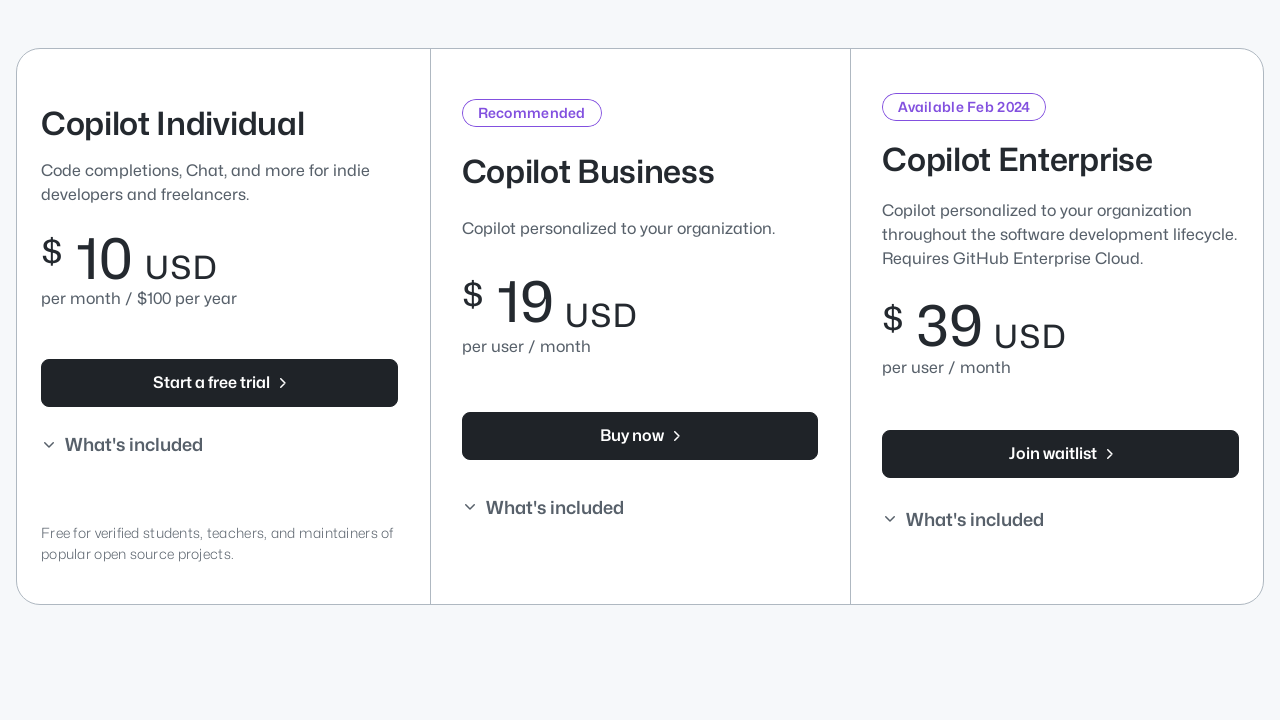 Copilot Individual
Code completions, Chat, and more for indie
developers and freelancers.
$ 10 USD
per month / $100 per year
Start a free trial
What's included
Free for verified students, teachers, and maintainers of
popular open source projects.
Recommended
Copilot Business
Copilot personalized to your organization.
$ 19 USD
per user / month
Buy now
What's included
Available Feb 2024
Copilot Enterprise
Copilot personalized to your organization
throughout the software development lifecycle.
Requires GitHub Enterprise Cloud.
$ 39 USD
per user / month
Join waitlist
What's included